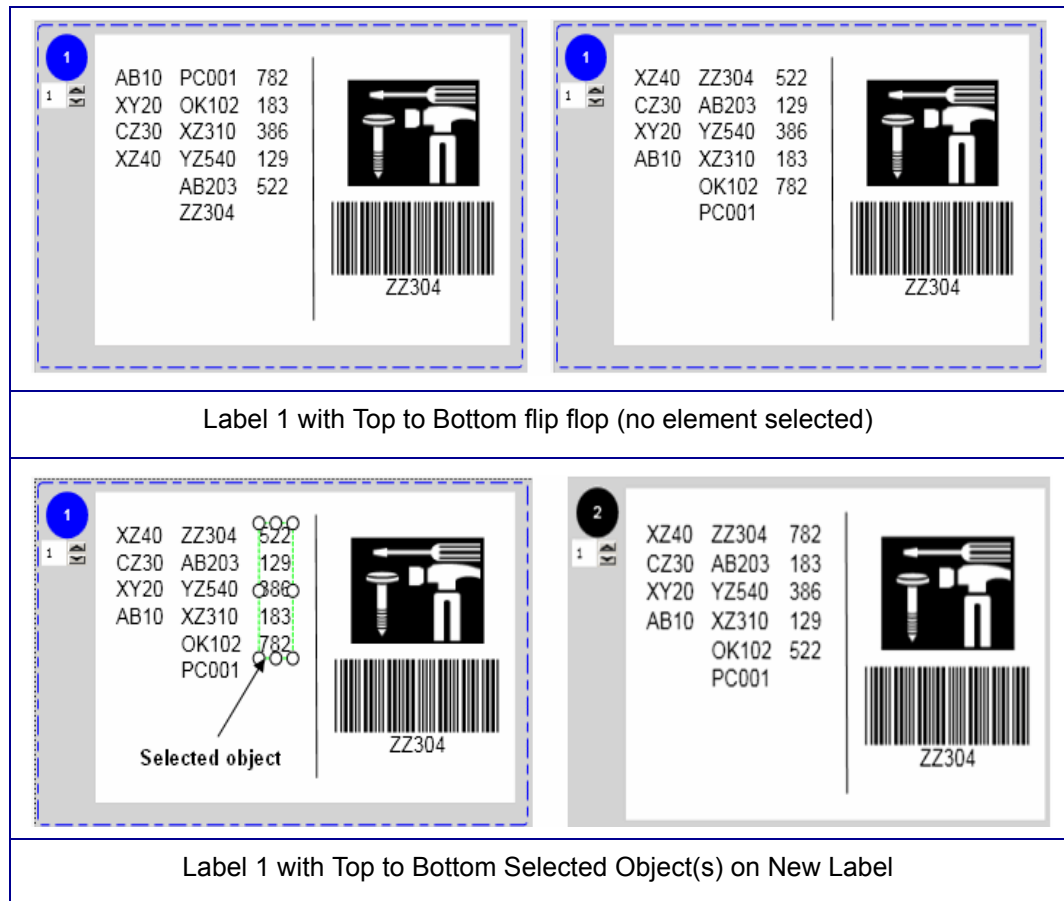 1
1
AB10 PC001 782
XY20 OK102 183
CZ30 XZ310 386
XZ40 YZ540 129
AB203 522
ZZ304
ZZ304
1
1
XZ40 ZZ304 522
CZ30 AB203 129
XY20 YZ540 386
AB10 XZ310 183
OK102 782
PC001
ZZ304
Label 1 with Top to Bottom flip flop (no element selected)
1
1
XZ40 ZZ304 522
CZ30 AB203 129
XY20 YZ540 386
AB10 XZ310 183
OK102 782
PC001
Selected object
ZZ304
2
1
XZ40 ZZ304 782
CZ30 AB203 183
XY20 YZ540 386
AB10 XZ310 129
OK102 522
PC001
ZZ304
Label 1 with Top to Bottom Selected Object(s) on New Label